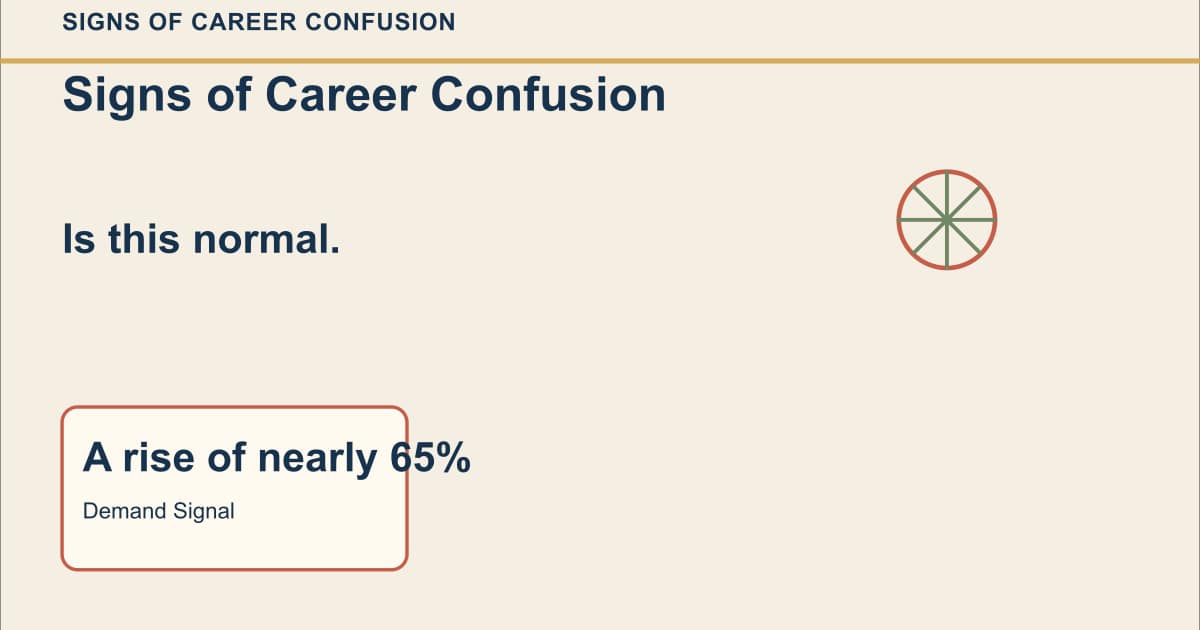 SIGNS OF CAREER CONFUSION
Signs of Career Confusion
Is this normal.
A rise of nearly 65%
Demand Signal